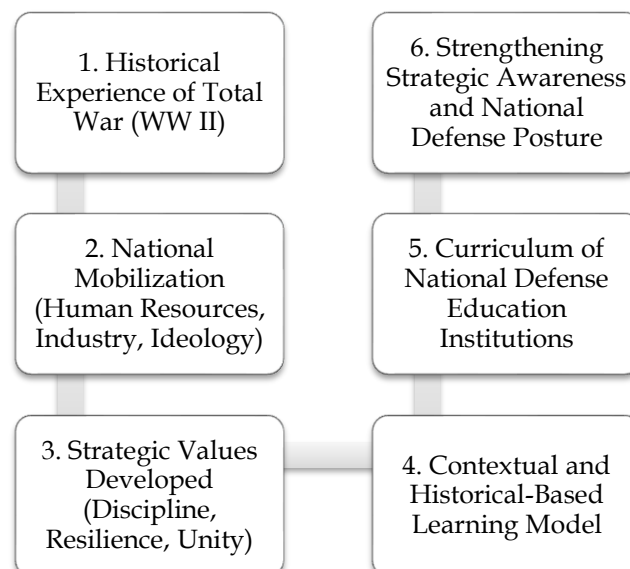 1. Historical
Experience of Total
War (WW II)
2. National
Mobilization
(Human Resources,
Industry, Ideology)
3. Strategic Values
Developed
(Discipline,
Resilience, Unity)
4. Contextual and
Historical-Based
Learning Model
5. Curriculum of
National Defense
Education
Institutions
6. Strengthening
Strategic Awareness
and National
Defense Posture